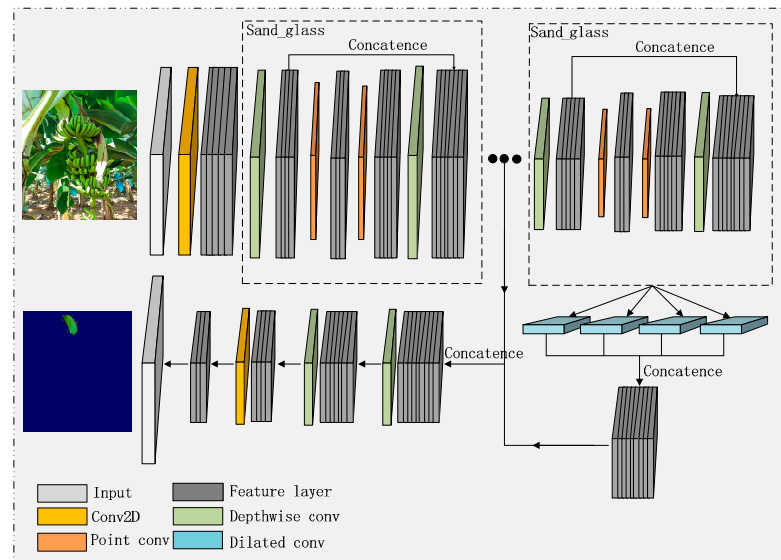 Sand_glass
Concatence
Sand_glass
Concatence
Concatence
Concatence
Input
Feature layer
Conv2D
Depthwise conv
Point conv
Dilated conv